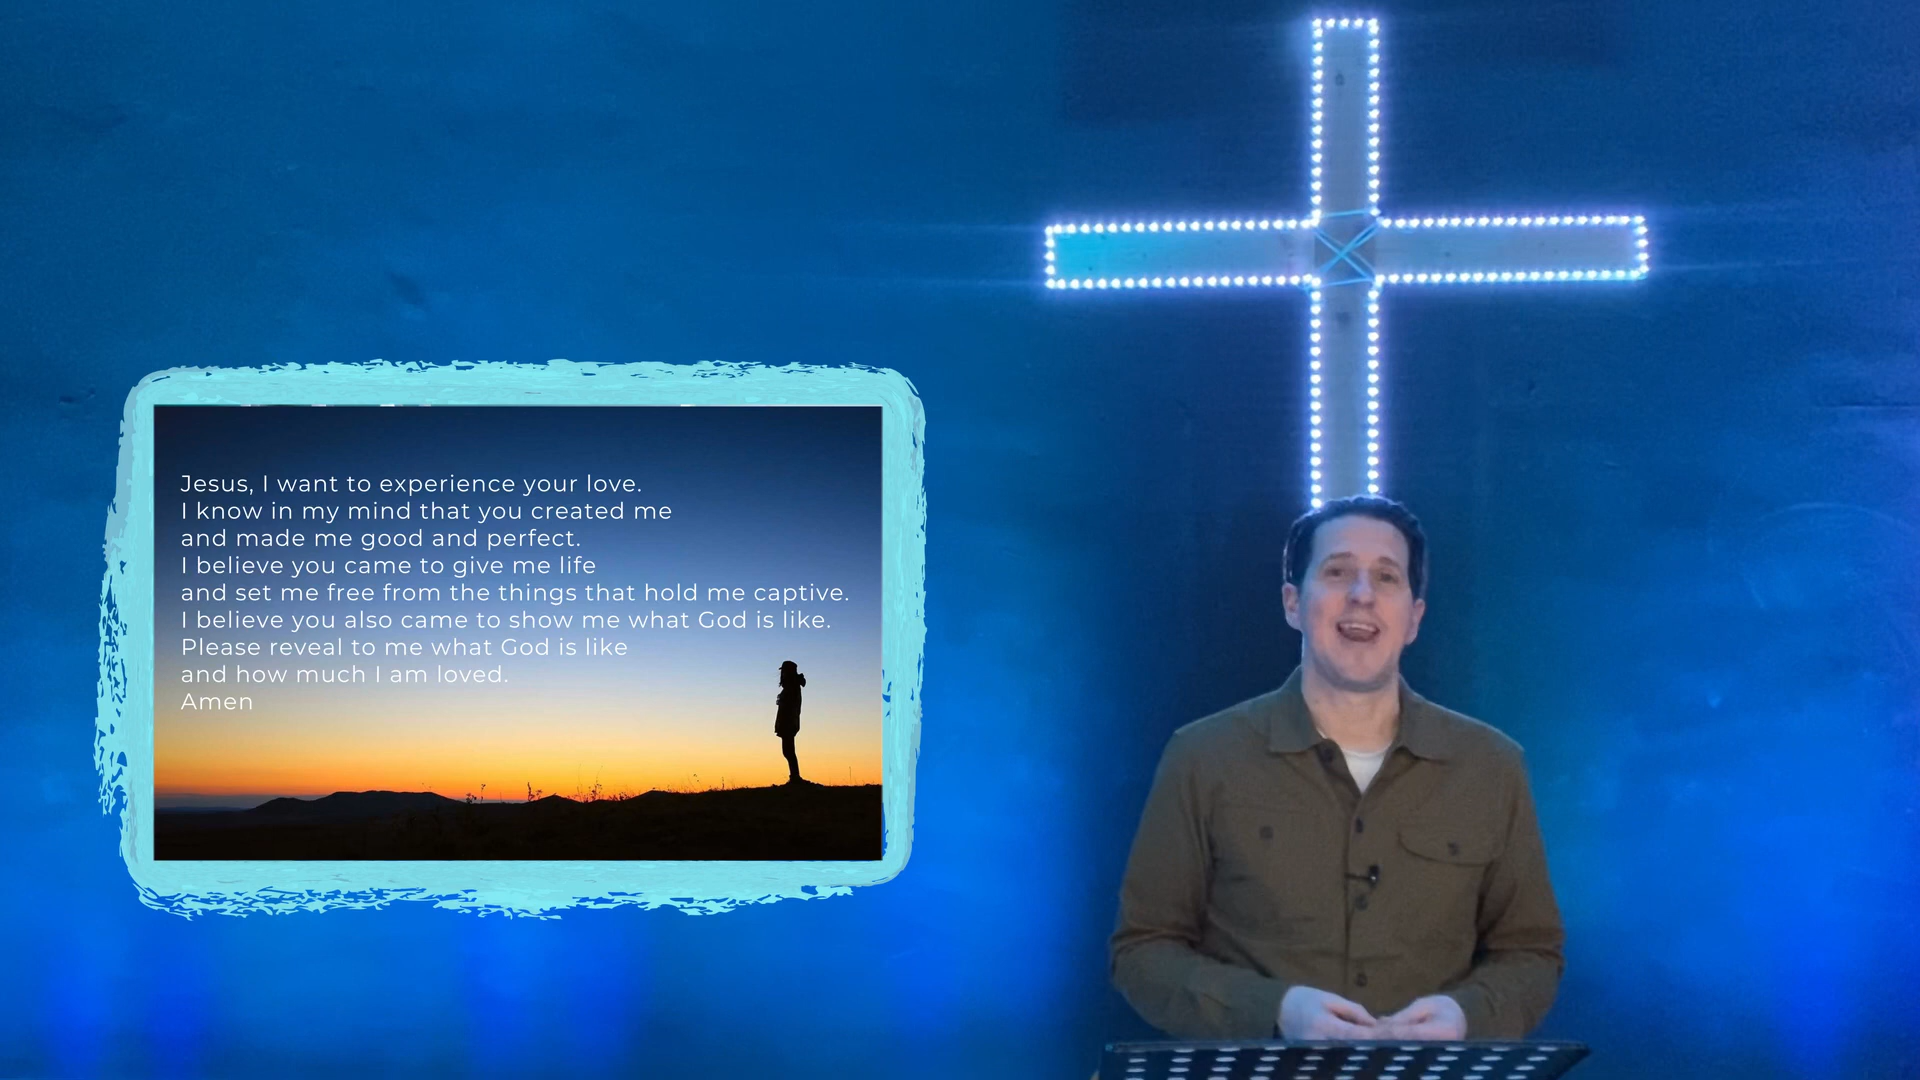 Jesus, I want to experience your love.
I know in my mind that you created me
and made me good and perfect.
I believe you came to give me life
and set me free from the things that hold me captive.
I believe you also came to show me what God is like.
Please reveal to me what God is like
and how much I am loved.
Amen